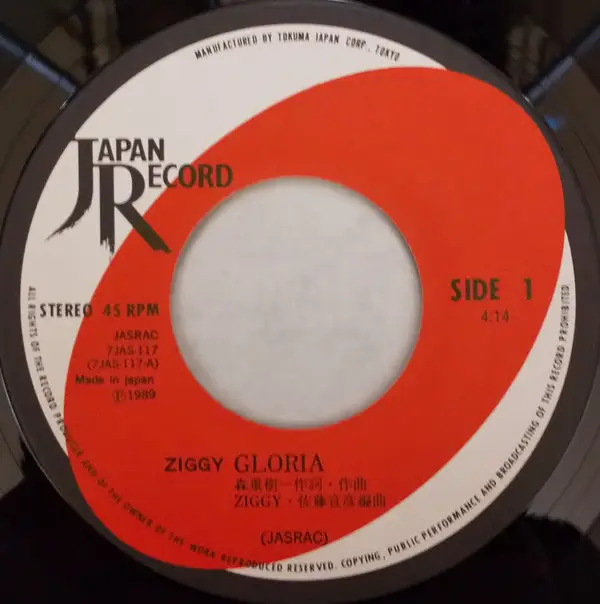 MANUFACTURED BY TOKUMA JAPAN CORP., TOKYO
JAPAN
RECORD
STEREO 45 RPM
JASRAC
7JAS-117
(7JAS-117-A)
Made in Japan
Ⓟ1989
SIDE 1
4:14
ZIGGY GLORIA
森重樹一作詞・作曲
ZIGGY・佐藤宣彦編曲
(JASRAC)
ALL RIGHTS OF THE RECORD PRODUCER AND OF THE OWNER OF THE WORK REPRODUCED RESERVED. COPYING, PUBLIC PERFORMANCE AND BROADCASTING OF THIS RECORD PROHIBITED.